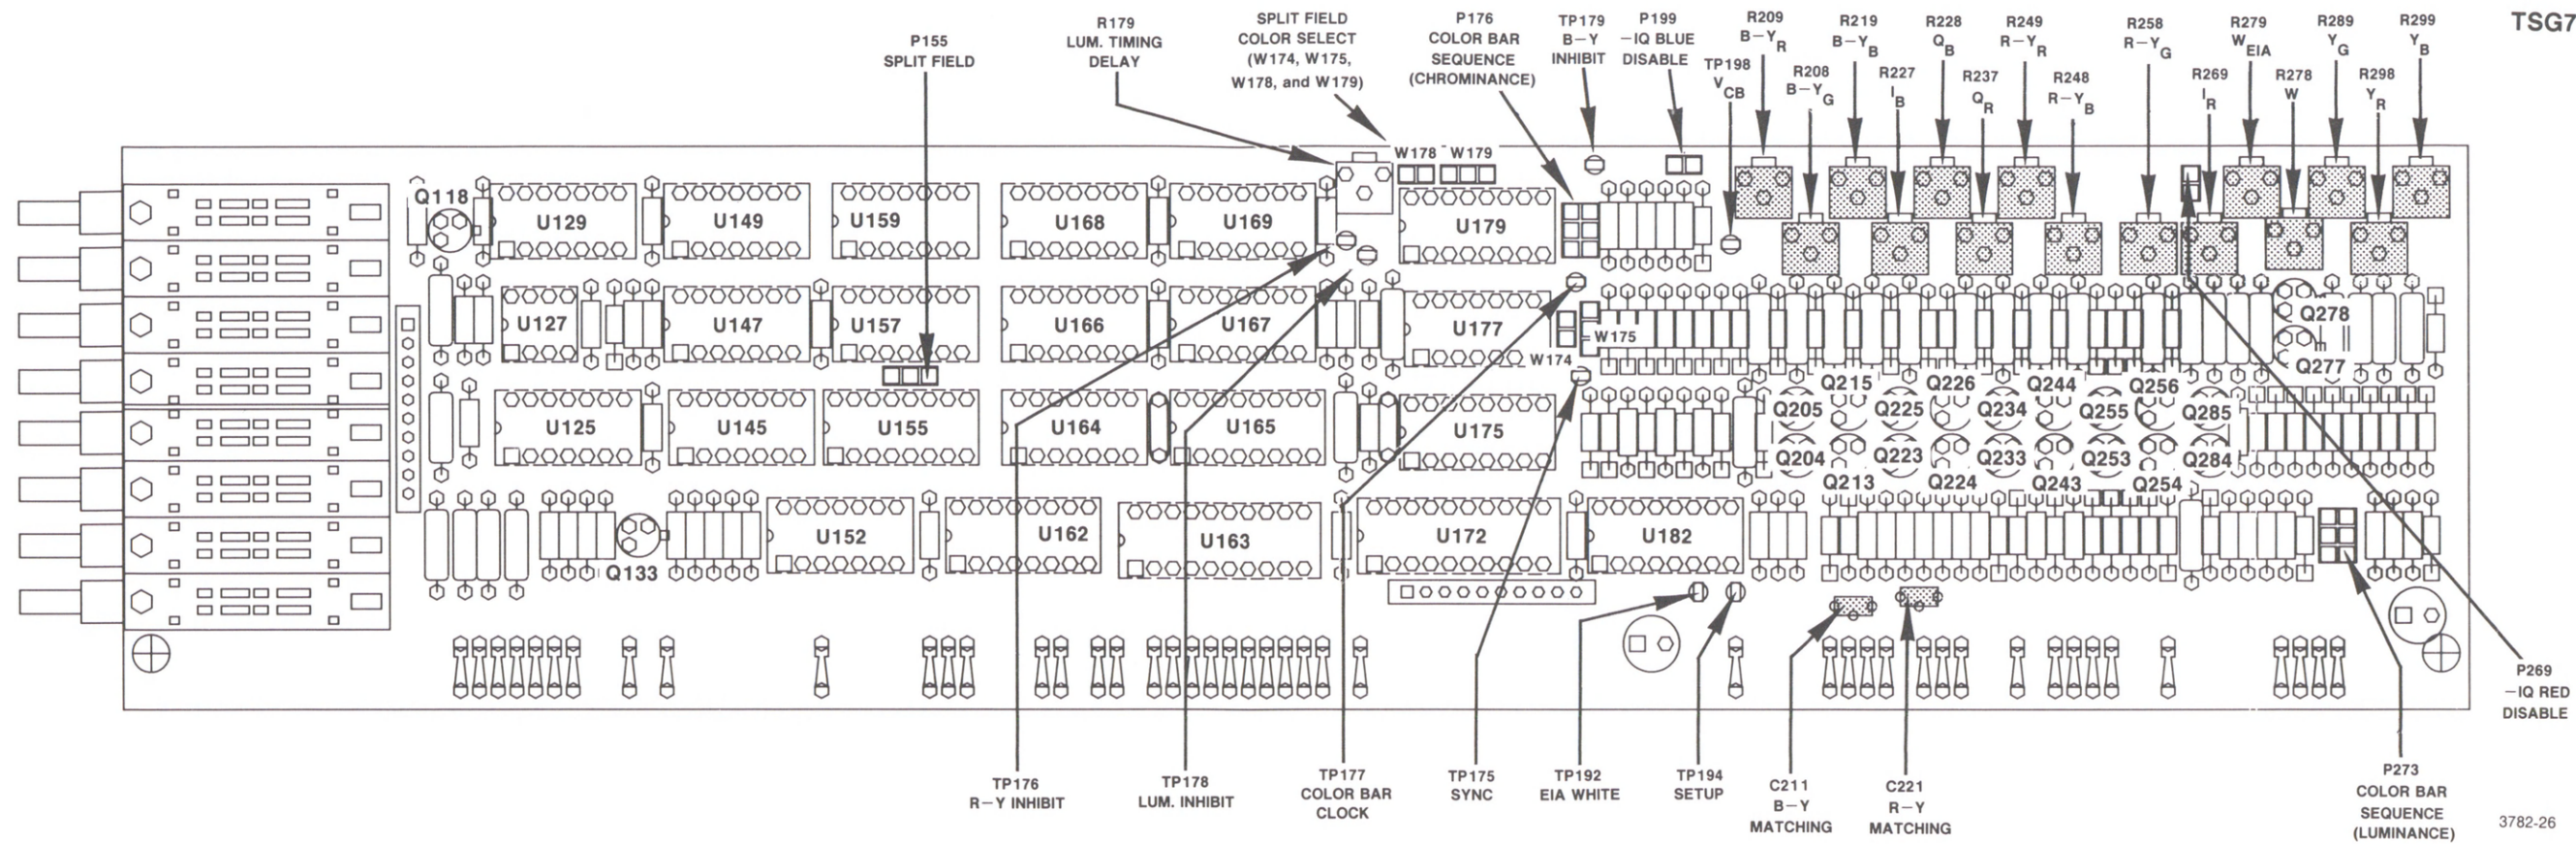 TSG7
P155
SPLIT FIELD
R179
LUM. TIMING
DELAY
SPLIT FIELD
COLOR SELECT
(W174, W175,
W178, and W179)
P176
COLOR BAR
SEQUENCE
(CHROMINANCE)
TP179
B-Y
INHIBIT
P199
-IQ BLUE
DISABLE
TP198
VCB
R209
B-YR
R208
B-YG
R219
B-YB
R227
IB
R228
QB
R237
QR
R249
R-YR
R248
R-YB
R258
R-YG
R269
IR
R279
WEIA
R278
W
R289
YG
R298
YR
R299
YB
W178 W179
Q118
U129
U149
U159
U168
U169
U179
U127
U147
U157
U166
U167
U177
W175
W174
Q278
Q277
U125
U145
U155
U164
U165
U175
Q215
Q226
Q244
Q256
Q205
Q225
Q234
Q255
Q285
Q204
Q223
Q233
Q253
Q284
Q213
Q224
Q243
Q254
Q133
U152
U162
U163
U172
U182
P269
-IQ RED
DISABLE
TP176
R-Y INHIBIT
TP178
LUM. INHIBIT
TP177
COLOR BAR
CLOCK
TP175
SYNC
TP192
EIA WHITE
TP194
SETUP
C211
B-Y
MATCHING
C221
R-Y
MATCHING
P273
COLOR BAR
SEQUENCE
(LUMINANCE)
3782-26